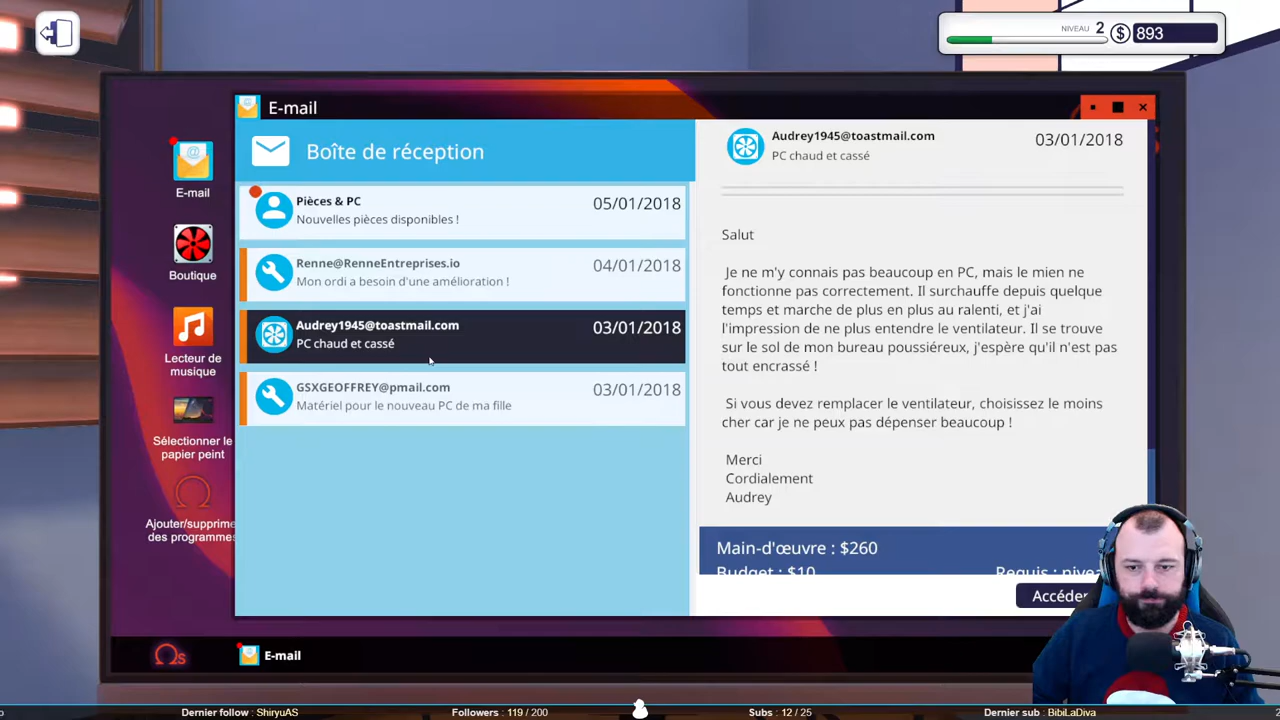 NIVEAU 2 $ 893
E-mail
Boîte de réception
Pièces & PC 05/01/2018
Nouvelles pièces disponibles !
Renne@RenneEntreprises.io 04/01/2018
Mon ordi a besoin d'une amélioration !
Audrey1945@toastmail.com 03/01/2018
PC chaud et cassé
GSXGEOFFREY@pmail.com 03/01/2018
Matériel pour le nouveau PC de ma fille
Audrey1945@toastmail.com 03/01/2018
PC chaud et cassé
Salut
Je ne m'y connais pas beaucoup en PC, mais le mien ne
fonctionne pas correctement. Il surchauffe depuis quelque
temps et marche de plus en plus au ralenti, et j'ai
l'impression de ne plus entendre le ventilateur. Il se trouve
sur le sol de mon bureau poussiéreux, j'espère qu'il n'est pas
tout encrassé !
Si vous devez remplacer le ventilateur, choisissez le moins
cher car je ne peux pas dépenser beaucoup !
Merci
Cordialement
Audrey
Main-d'œuvre : $260
Budget : $10 Requis : nivea
Accéder
E-mail
Boutique
Lecteur de
musique
Sélectionner le
papier peint
Ajouter/supprime
des programmes
Ωs E-mail
Dernier follow : ShiryuAS Followers : 119 / 200 Subs : 12 / 25 Dernier sub : BibiLaDiva